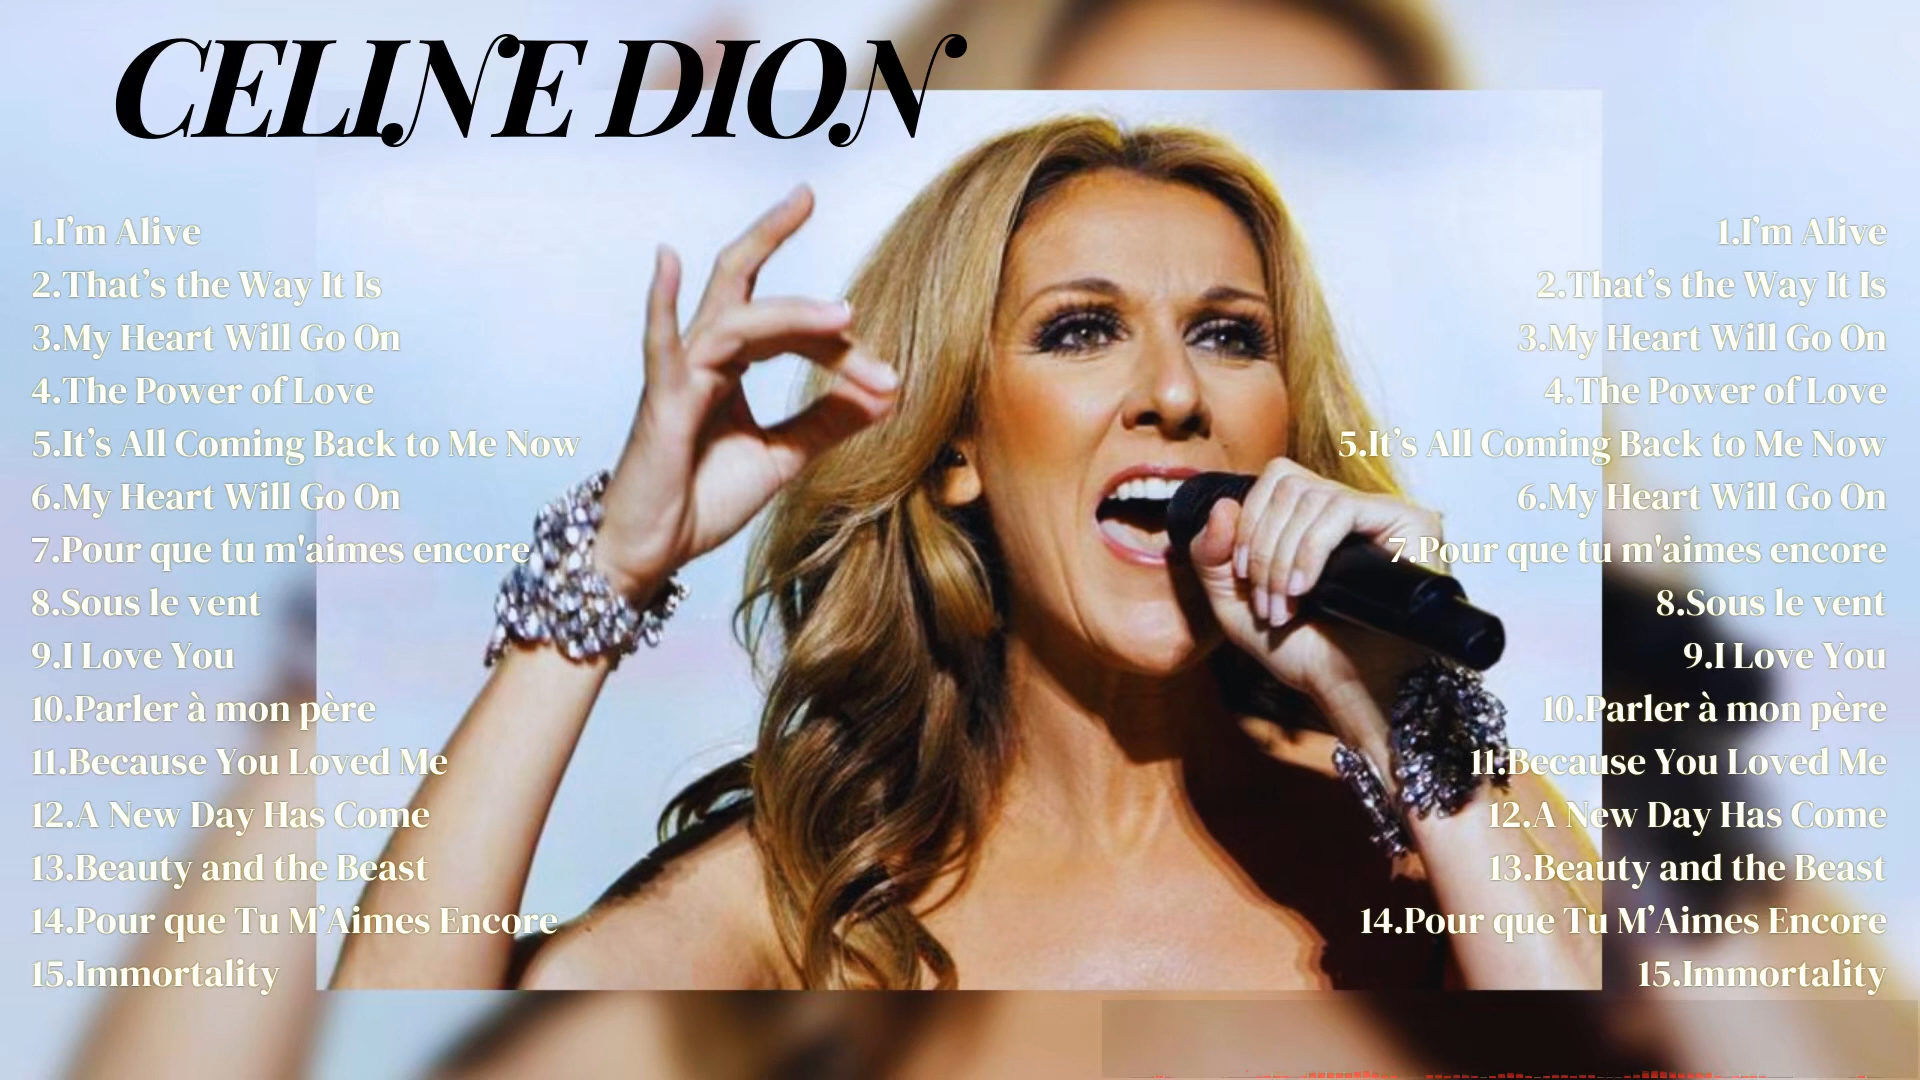 CELINE DION
1.I’m Alive
2.That’s the Way It Is
3.My Heart Will Go On
4.The Power of Love
5.It’s All Coming Back to Me Now
6.My Heart Will Go On
7.Pour que tu m'aimes encore
8.Sous le vent
9.I Love You
10.Parler à mon père
11.Because You Loved Me
12.A New Day Has Come
13.Beauty and the Beast
14.Pour que Tu M’Aimes Encore
15.Immortality
1.I’m Alive
2.That’s the Way It Is
3.My Heart Will Go On
4.The Power of Love
5.It’s All Coming Back to Me Now
6.My Heart Will Go On
7.Pour que tu m'aimes encore
8.Sous le vent
9.I Love You
10.Parler à mon père
11.Because You Loved Me
12.A New Day Has Come
13.Beauty and the Beast
14.Pour que Tu M’Aimes Encore
15.Immortality